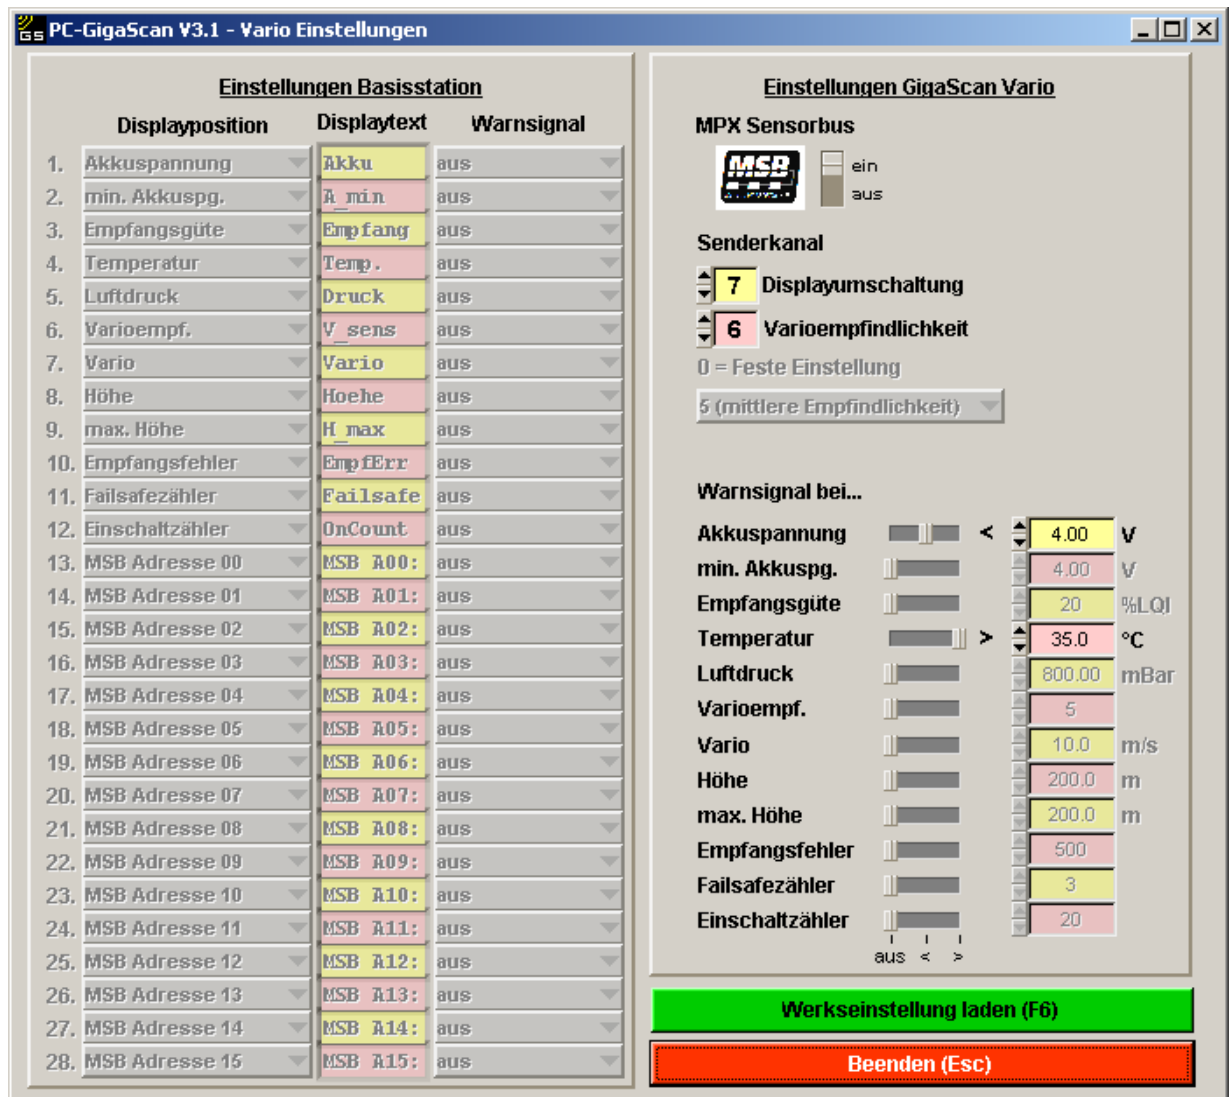 GS PC-GigaScan V3.1 - Vario Einstellungen
Einstellungen Basisstation
Displayposition Displaytext Warnsignal
1. Akkuspannung Akku aus
2. min. Akkuspg. A_min aus
3. Empfangsgüte Empfang aus
4. Temperatur Temp. aus
5. Luftdruck Druck aus
6. Varioempf. V_sens aus
7. Vario Vario aus
8. Höhe Hoehe aus
9. max. Höhe H_max aus
10. Empfangsfehler EmpfErr aus
11. Failsafezähler Failsafe aus
12. Einschaltzähler OnCount aus
13. MSB Adresse 00 MSB A00: aus
14. MSB Adresse 01 MSB A01: aus
15. MSB Adresse 02 MSB A02: aus
16. MSB Adresse 03 MSB A03: aus
17. MSB Adresse 04 MSB A04: aus
18. MSB Adresse 05 MSB A05: aus
19. MSB Adresse 06 MSB A06: aus
20. MSB Adresse 07 MSB A07: aus
21. MSB Adresse 08 MSB A08: aus
22. MSB Adresse 09 MSB A09: aus
23. MSB Adresse 10 MSB A10: aus
24. MSB Adresse 11 MSB A11: aus
25. MSB Adresse 12 MSB A12: aus
26. MSB Adresse 13 MSB A13: aus
27. MSB Adresse 14 MSB A14: aus
28. MSB Adresse 15 MSB A15: aus
Einstellungen GigaScan Vario
MPX Sensorbus
MSB ein
aus
Senderkanal
7 Displayumschaltung
6 Varioempfindlichkeit
0 = Feste Einstellung
5 (mittlere Empfindlichkeit)
Warnsignal bei...
Akkuspannung < 4.00 V
min. Akkuspg. 4.00 V
Empfangsgüte 20 %LQI
Temperatur > 35.0 °C
Luftdruck 800.00 mBar
Varioempf. 5
Vario 10.0 m/s
Höhe 200.0 m
max. Höhe 200.0 m
Empfangsfehler 500
Failsafezähler 3
Einschaltzähler 20
aus < >
Werkseinstellung laden (F6)
Beenden (Esc)